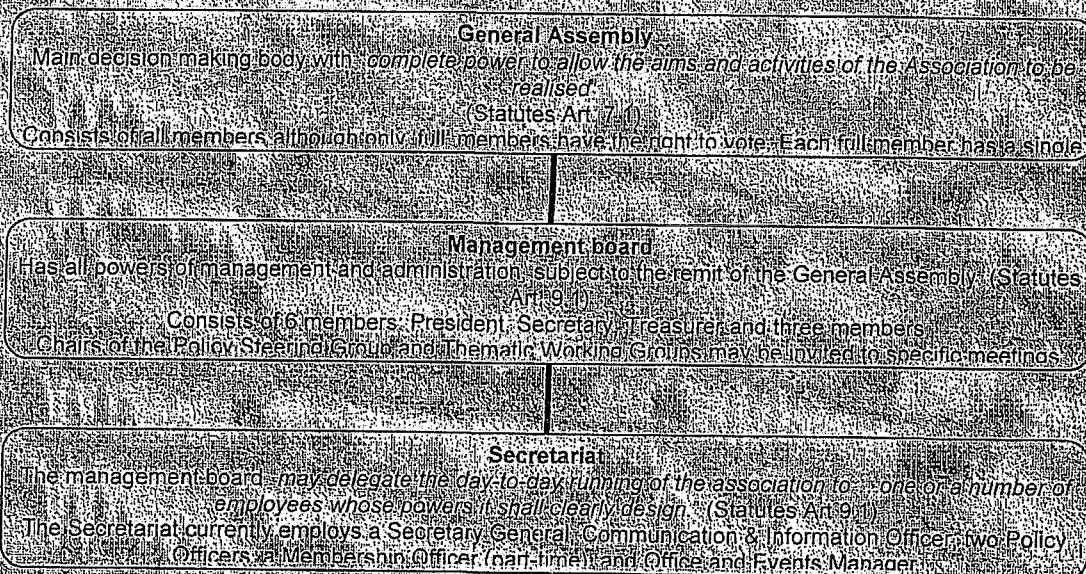 General Assembly
Main decision making body with "complete power to allow the aims and activities of the Association to be
realised"
(Statutes Art. 7.1)
Consists of all members although only 'full' members have the right to vote. Each full member has a single
Management board
Has all powers of management and administration, subject to the remit of the General Assembly. (Statutes
Art. 9.1)
Consists of 6 members: President, Secretary, Treasurer and three members
Chairs of the Policy Steering Group and Thematic Working Groups may be invited to specific meetings.
Secretariat
The management board "may delegate the day-to-day running of the association to... one or a number of
employees whose powers it shall clearly design" (Statutes Art 9.1)
The Secretariat currently employs a Secretary General, Communication & Information Officer, two Policy
Officers, a Membership Officer (part-time) and Office and Events Manager